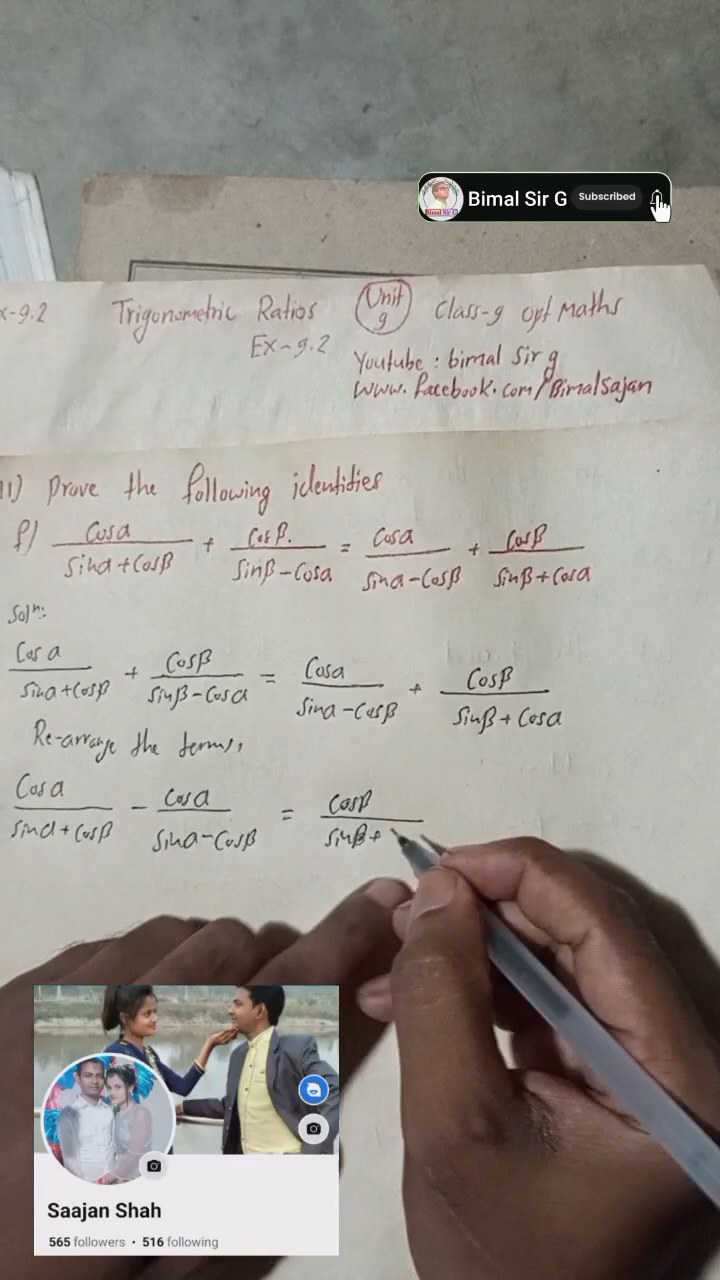 Bimal Sir G Subscribed
Bimal Sir G
x-9.2 Trigonometric Ratios Unit 9 Class-9 opt Maths
Ex-9.2
Youtube : bimal sir g
www.facebook.com/Bimalsajan
11) Prove the following identities
f) Cosα/(Sinα+Cosβ) + Cosβ./(Sinβ-Cosα) = Cosα/(Sinα-Cosβ) + Cosβ/(Sinβ+Cosα)
Solⁿ:
Cosα/(Sinα+Cosβ) + Cosβ/(Sinβ-Cosα) = Cosα/(Sinα-Cosβ) + Cosβ/(Sinβ+Cosα)
Re-arrange the terms,
Cosα/(Sinα+Cosβ) - Cosα/(Sinα-Cosβ) = Cosβ/(Sinβ+
Saajan Shah
565 followers • 516 following